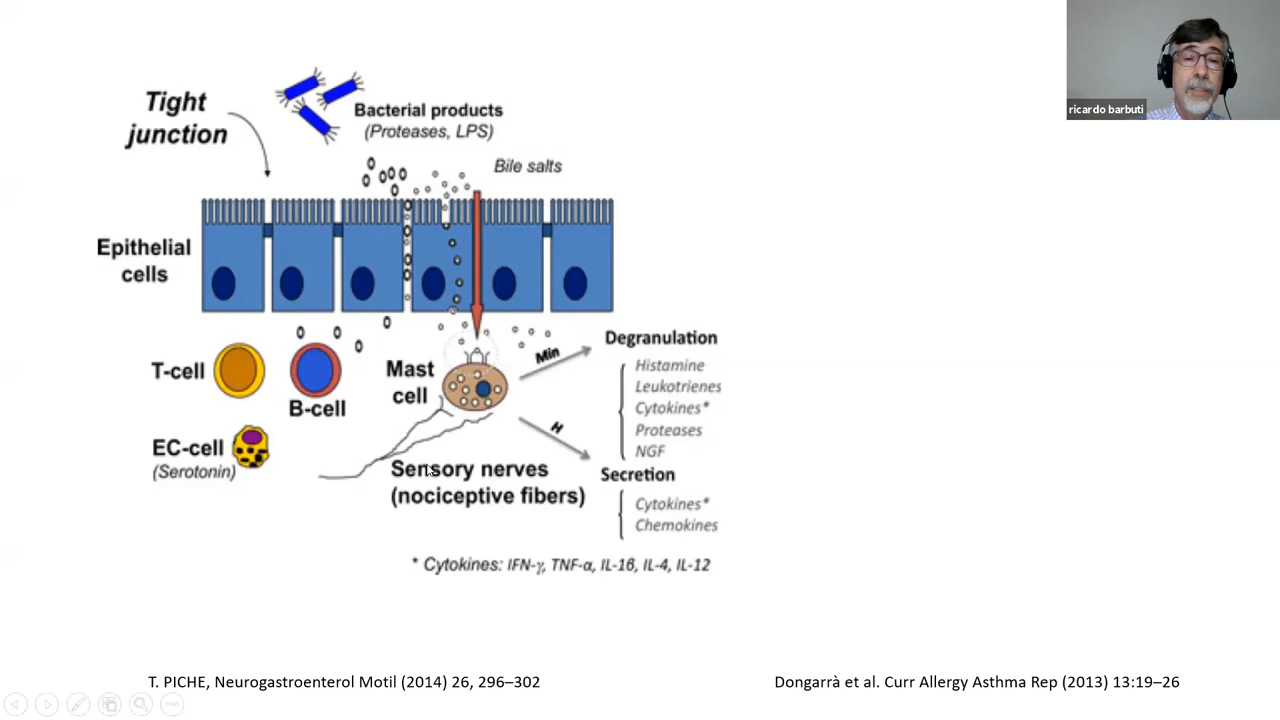 ricardo barbuti
Tight
junction
Bacterial products
(Proteases, LPS)
Bile salts
Epithelial
cells
T-cell
B-cell
EC-cell
(Serotonin)
Mast
cell
Sensory nerves
(nociceptive fibers)
Min
H
Degranulation
Histamine
Leukotrienes
Cytokines*
Proteases
NGF
Secretion
Cytokines*
Chemokines
* Cytokines: IFN-γ, TNF-α, IL-1β, IL-4, IL-12
T. PICHE, Neurogastroenterol Motil (2014) 26, 296–302
Dongarrà et al. Curr Allergy Asthma Rep (2013) 13:19–26